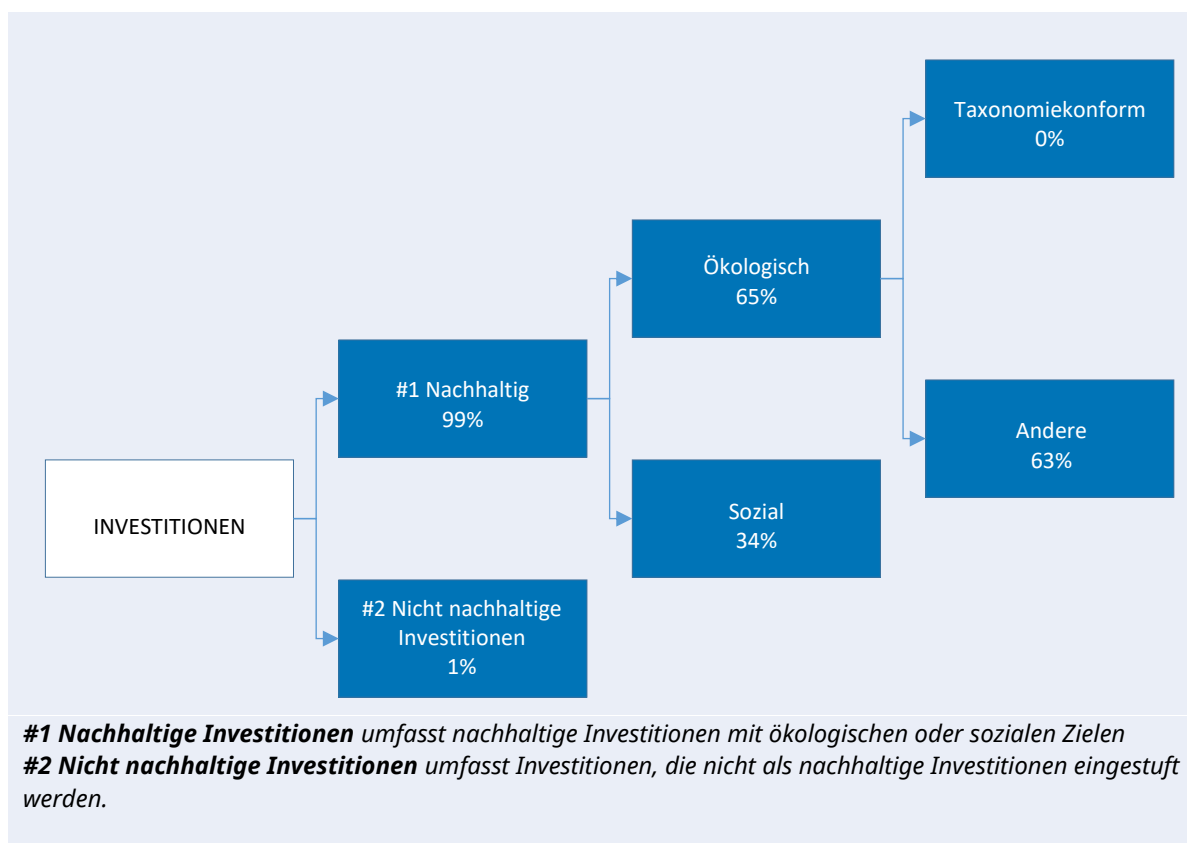 Taxonomiekonform
0%
Ökologisch
65%
#1 Nachhaltig
99%
Andere
63%
INVESTITIONEN
Sozial
34%
#2 Nicht nachhaltige
Investitionen
1%
#1 Nachhaltige Investitionen umfasst nachhaltige Investitionen mit ökologischen oder sozialen Zielen
#2 Nicht nachhaltige Investitionen umfasst Investitionen, die nicht als nachhaltige Investitionen eingestuft
werden.